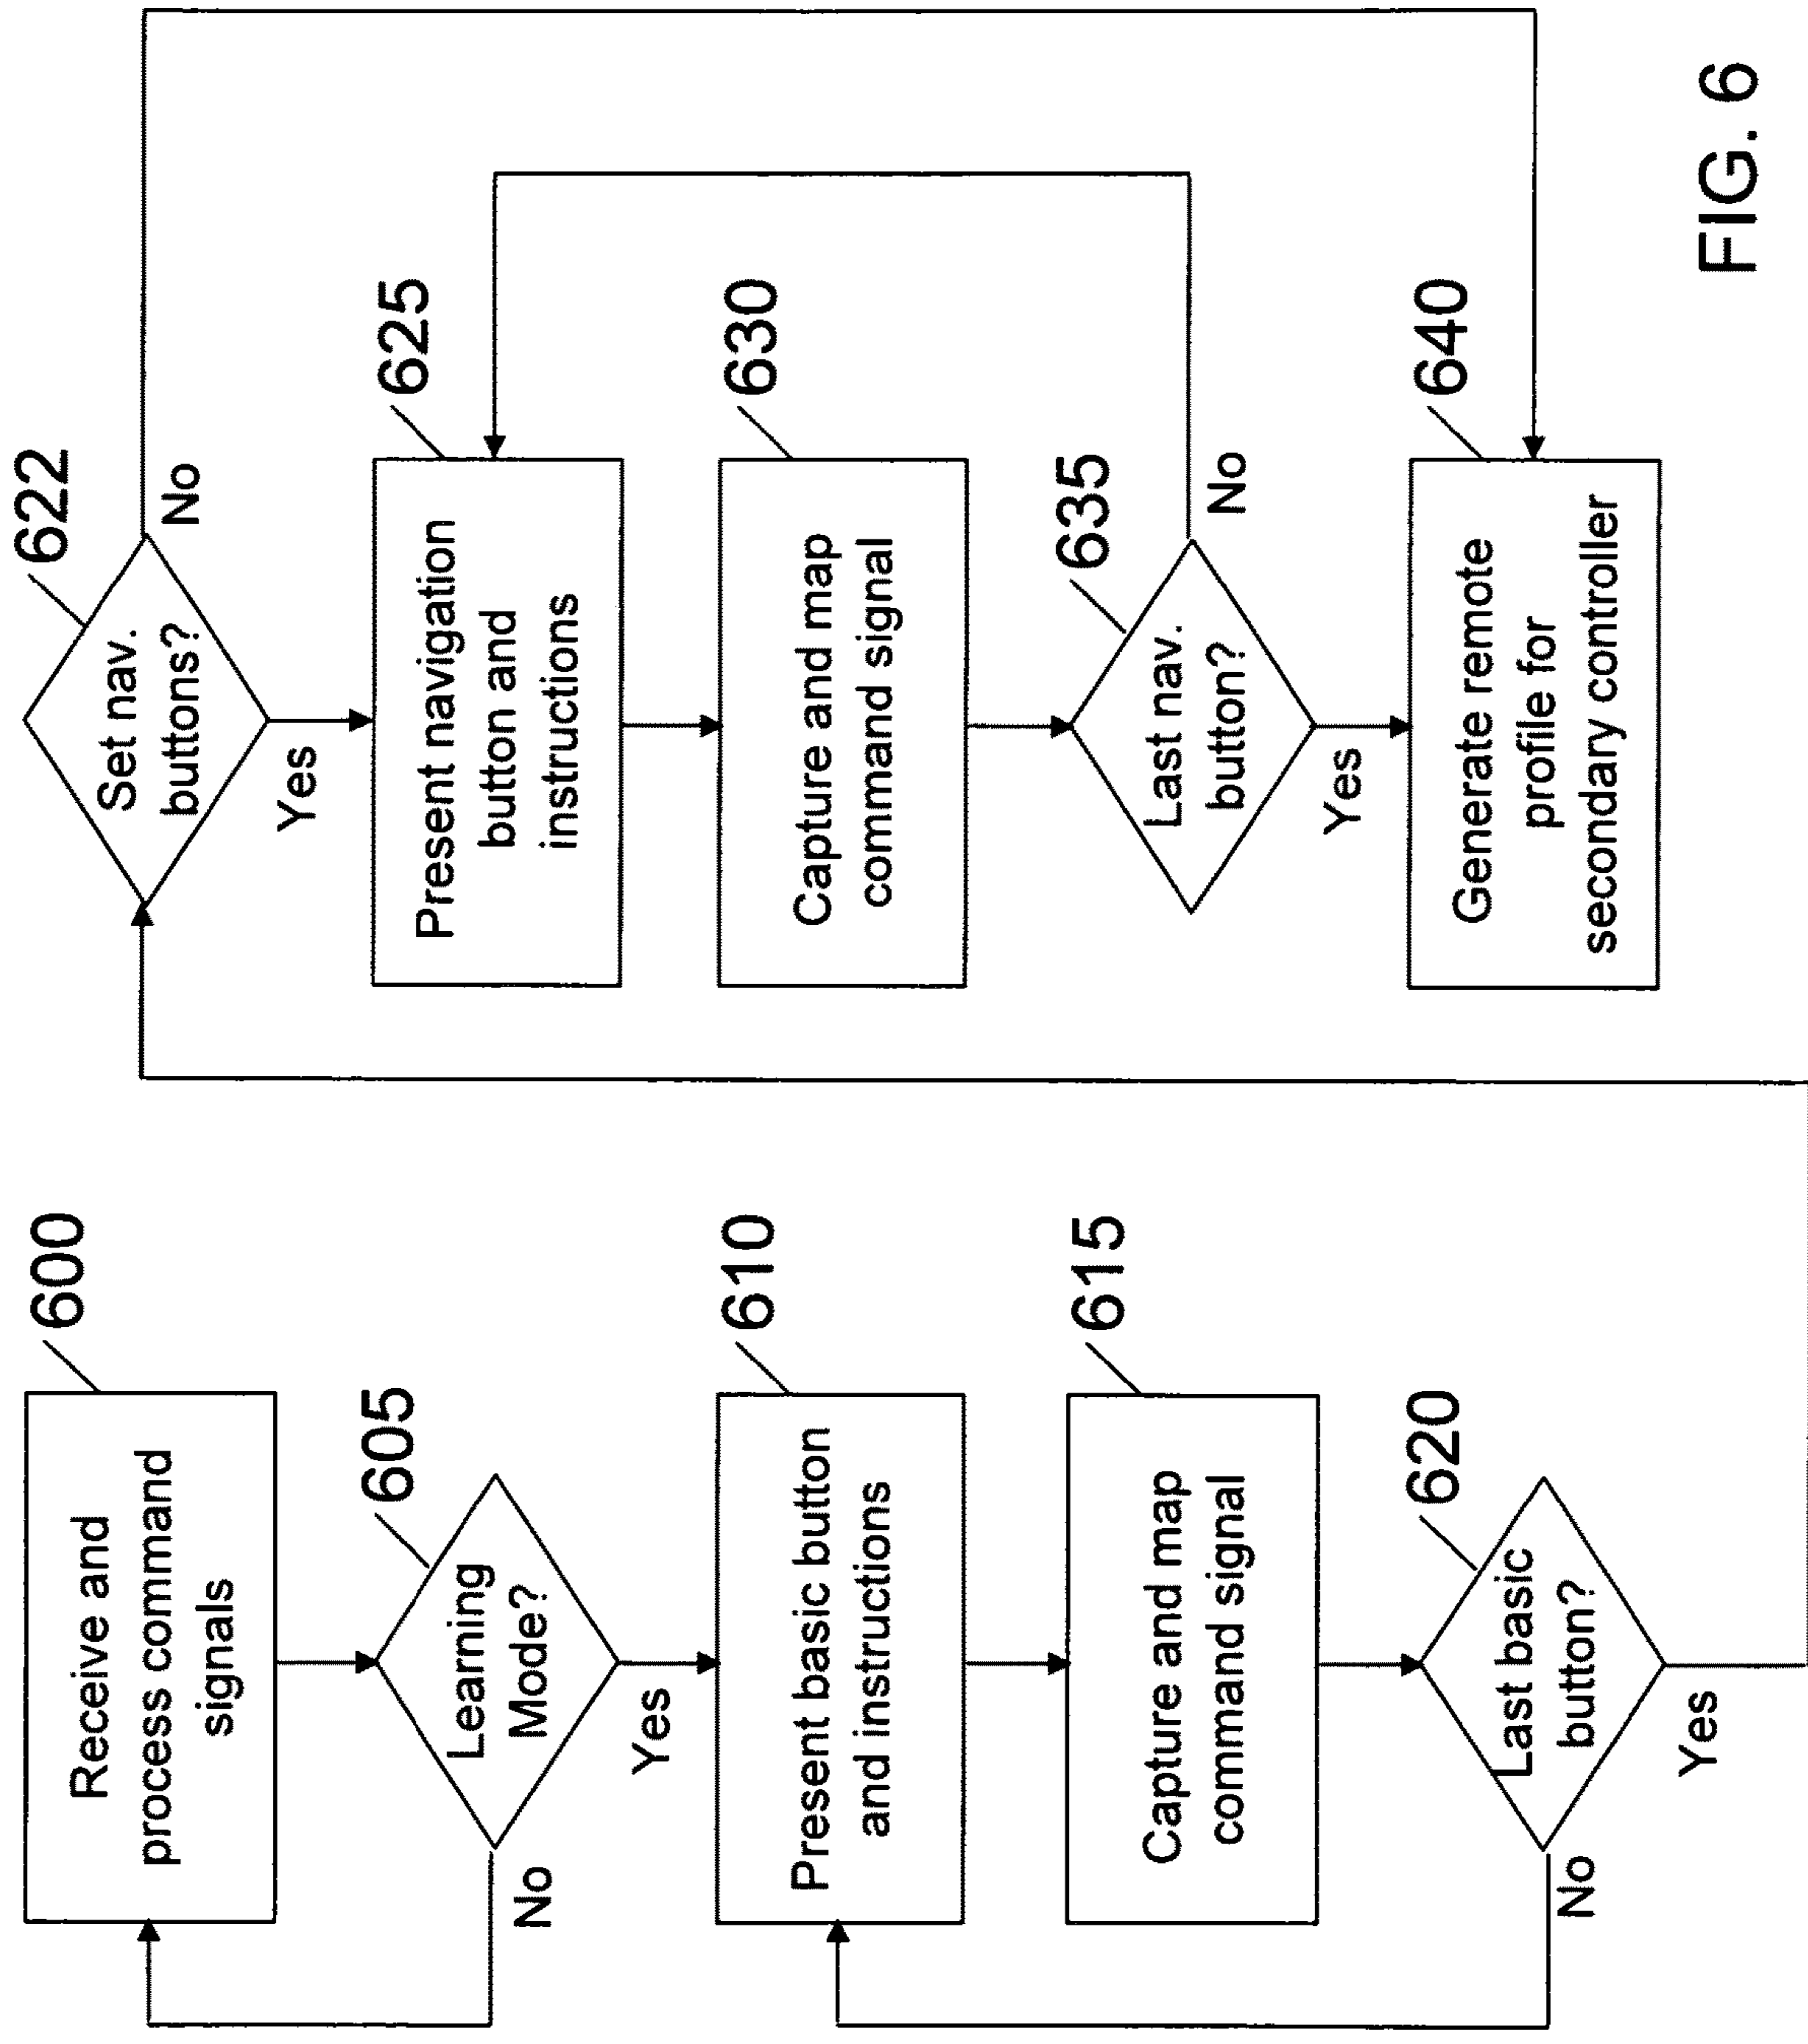 600
Receive and
process command
signals
605
Learning
Mode?
No
Yes
610
Present basic button
and instructions
615
Capture and map
command signal
620
Last basic
button?
No
Yes
622
Set nav.
buttons?
No
Yes
625
Present navigation
button and
instructions
630
Capture and map
command signal
635
Last nav.
button?
No
Yes
640
Generate remote
profile for
secondary controller
FIG. 6